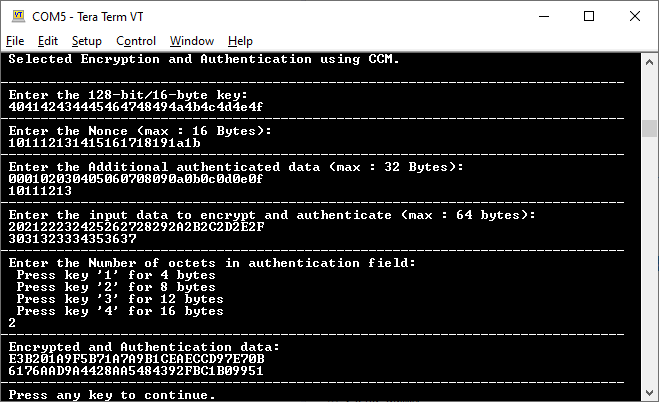 COM5 - Tera Term VT
File Edit Setup Control Window Help
Selected Encryption and Authentication using CCM.
Enter the 128-bit/16-byte key:
404142434445464748494a4b4c4d4e4f
Enter the Nonce (max : 16 Bytes):
101112131415161718191a1b
Enter the Additional authenticated data (max : 32 Bytes):
000102030405060708090a0b0c0d0e0f
10111213
Enter the input data to encrypt and authenticate (max : 64 bytes):
202122232425262728292A2B2C2D2E2F
3031323334353637
Enter the Number of octets in authentication field:
Press key '1' for 4 bytes
Press key '2' for 8 bytes
Press key '3' for 12 bytes
Press key '4' for 16 bytes
2
Encrypted and Authentication data:
E3B201A9F5B71A7A9B1CEAECCD97E70B
6176AAD9A4428AA5484392FBC1B09951
Press any key to continue.